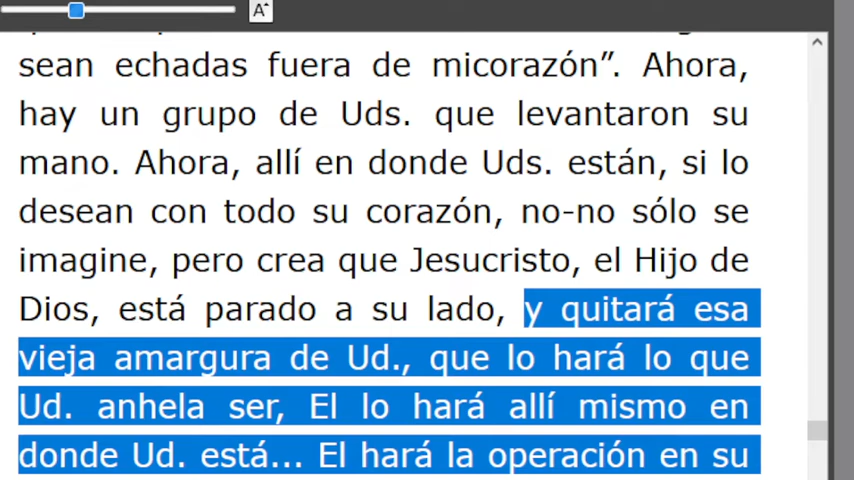 A
sean echadas fuera de micorazón”. Ahora,
hay un grupo de Uds. que levantaron su
mano. Ahora, allí en donde Uds. están, si lo
desean con todo su corazón, no-no sólo se
imagine, pero crea que Jesucristo, el Hijo de
Dios, está parado a su lado, y quitará esa
vieja amargura de Ud., que lo hará lo que
Ud. anhela ser, El lo hará allí mismo en
donde Ud. está... El hará la operación en su